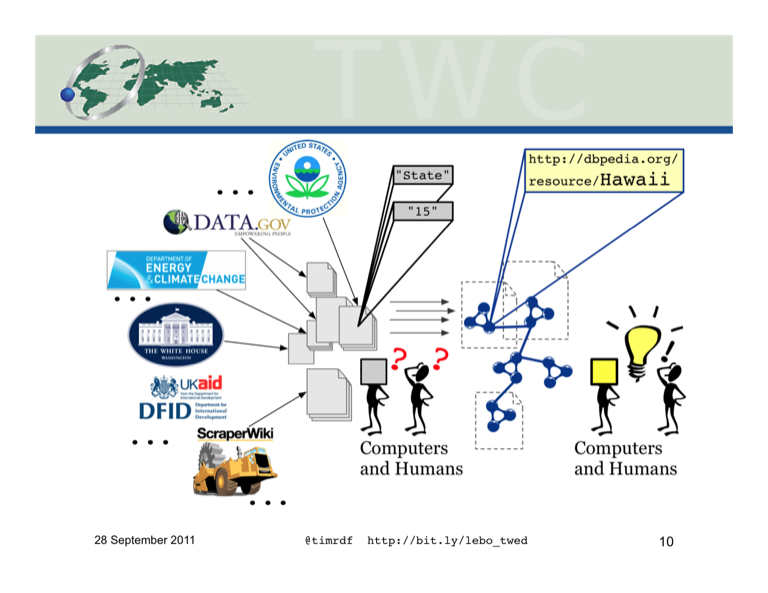 TWC
UNITED STATES
ENVIRONMENTAL PROTECTION AGENCY
"State"
"15"
http://dbpedia.org/
resource/Hawaii
...
DATA.GOV
EMPOWERING PEOPLE
DEPARTMENT OF
ENERGY
& CLIMATE CHANGE
...
THE WHITE HOUSE
WASHINGTON
UKaid
from the Department for
International Development
DFID
Department for
International
Development
...
ScraperWiki
...
? ?
!
Computers
and Humans
Computers
and Humans
28 September 2011
@timrdf http://bit.ly/lebo_twed
10